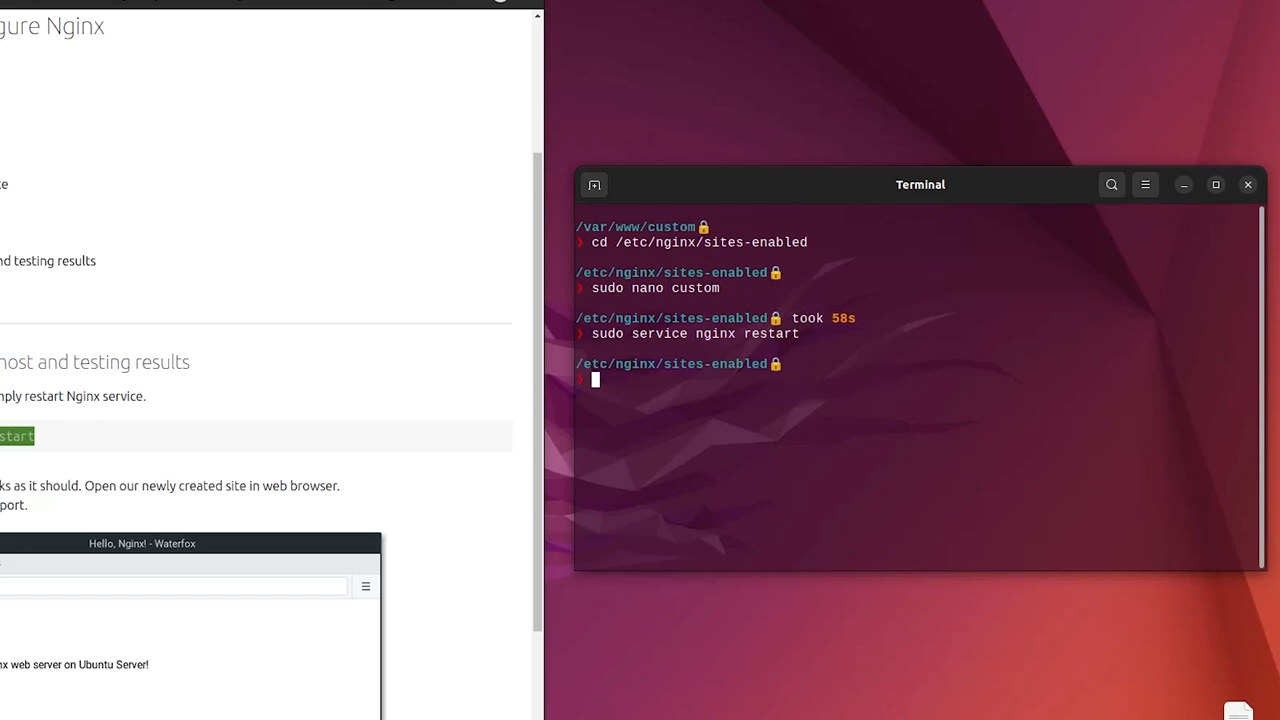 gure Nginx
te
nd testing results
host and testing results
mply restart Nginx service.
start
ks as it should. Open our newly created site in web browser.
port.
Hello, Nginx! - Waterfox
nx web server on Ubuntu Server!
Terminal
/var/www/custom
❯ cd /etc/nginx/sites-enabled
/etc/nginx/sites-enabled
❯ sudo nano custom
/etc/nginx/sites-enabled took 58s
❯ sudo service nginx restart
/etc/nginx/sites-enabled
❯